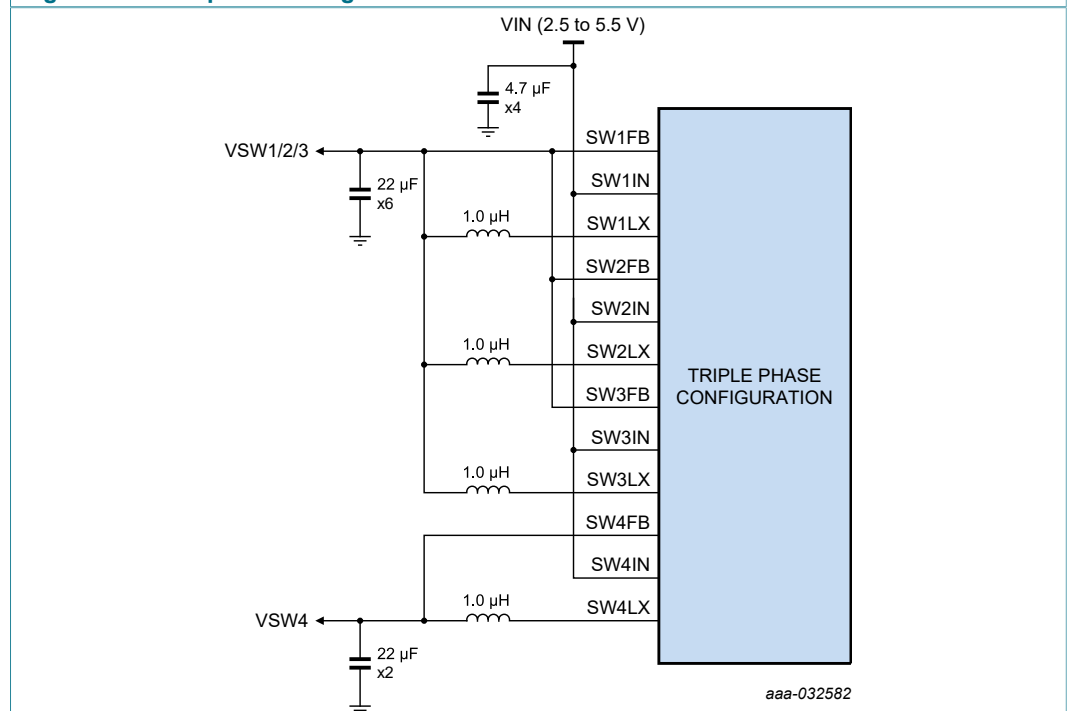 VIN (2.5 to 5.5 V)
4.7 µF
x4
SW1FB
VSW1/2/3
22 µF
x6
SW1IN
1.0 µH
SW1LX
SW2FB
SW2IN
1.0 µH
SW2LX
TRIPLE PHASE
CONFIGURATION
SW3FB
SW3IN
1.0 µH
SW3LX
SW4FB
SW4IN
1.0 µH
SW4LX
VSW4
22 µF
x2
aaa-032582